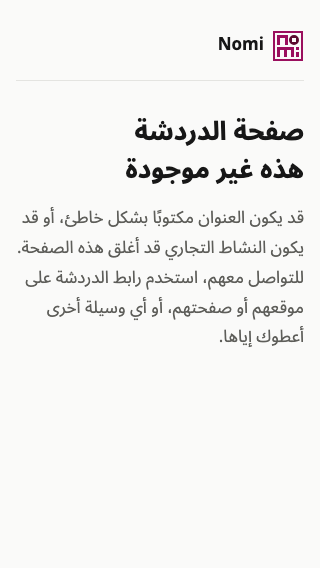 Nomi
صفحة الدردشة
هذه غير موجودة
قد يكون العنوان مكتوبًا بشكل خاطئ، أو قد
يكون النشاط التجاري قد أغلق هذه الصفحة.
للتواصل معهم، استخدم رابط الدردشة على
موقعهم أو صفحتهم، أو أي وسيلة أخرى
أعطوك إياها.